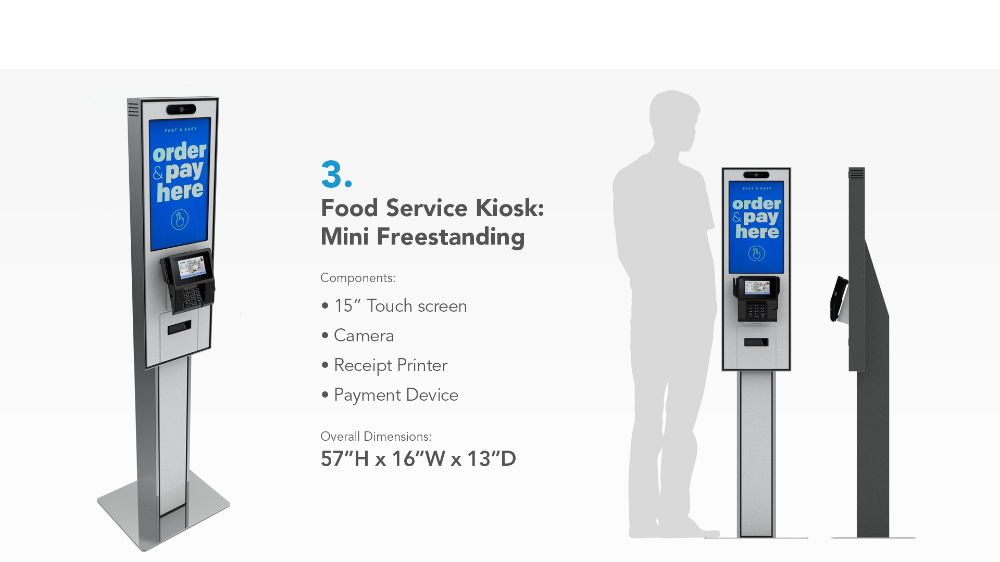 FAST & EASY
order
& pay
here
3.
Food Service Kiosk:
Mini Freestanding
Components:
• 15” Touch screen
• Camera
• Receipt Printer
• Payment Device
Overall Dimensions:
57”H x 16”W x 13”D
FAST & EASY
order
& pay
here